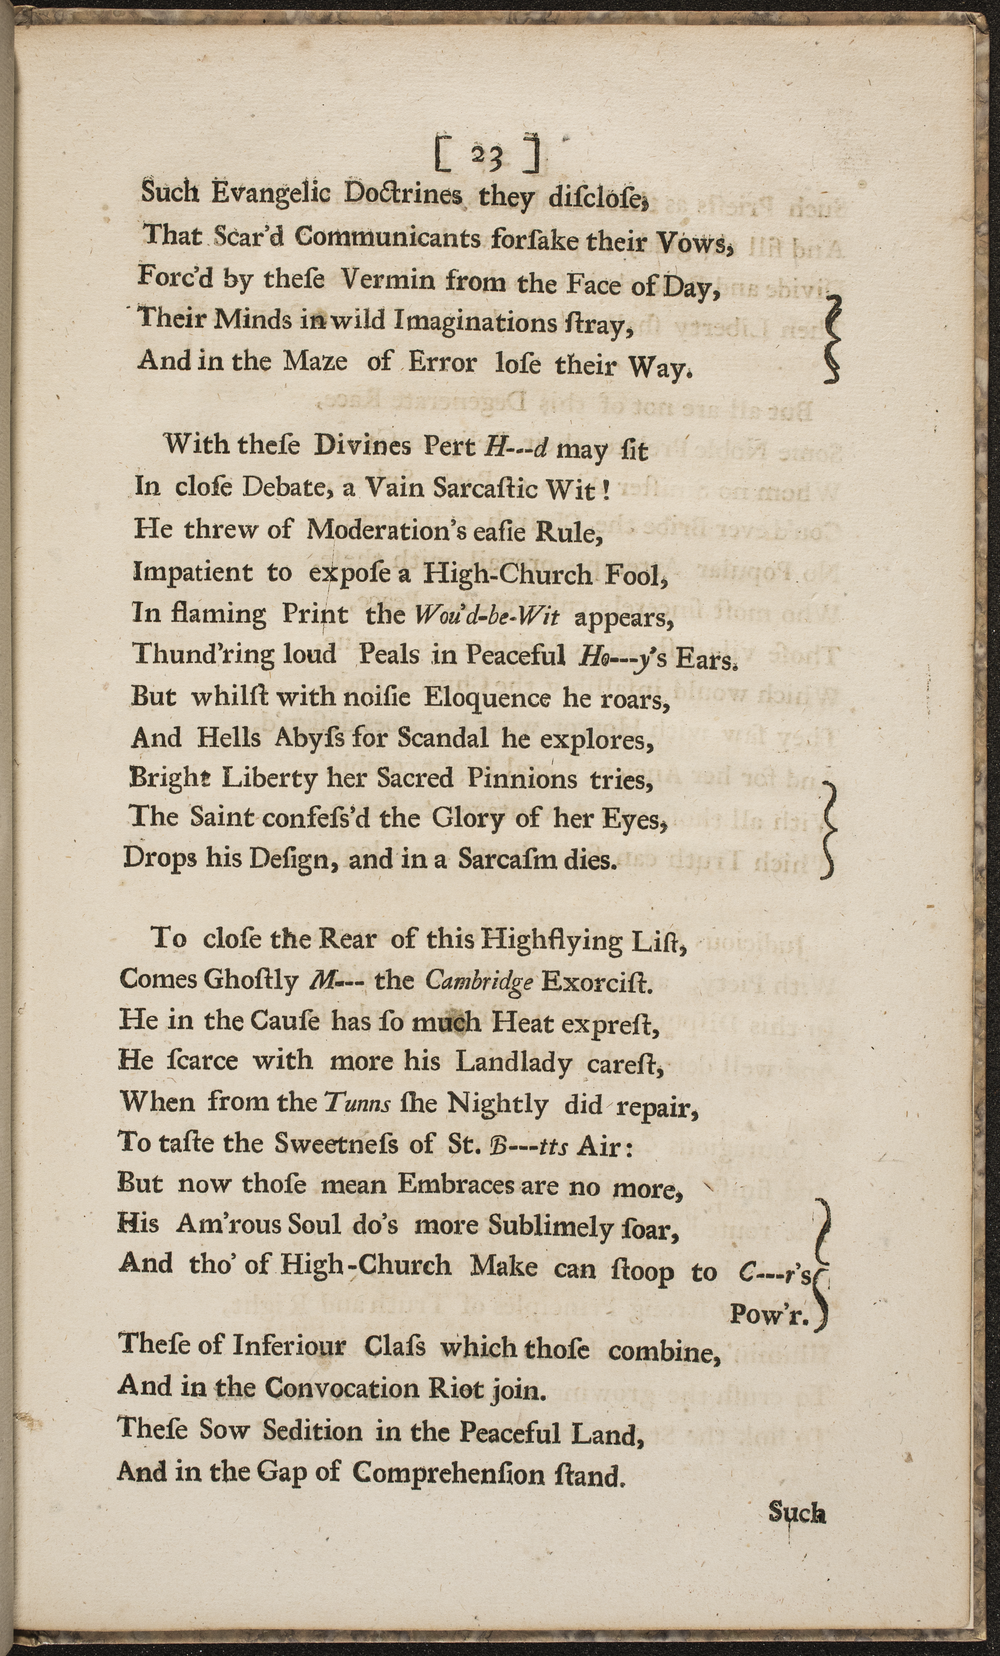 [ 23 ]
Such Evangelic Doctrines they diſcloſe,
That Scar'd Communicants forſake their Vows,
Forc'd by theſe Vermin from the Face of Day,
Their Minds in wild Imaginations ſtray,
And in the Maze of Error loſe their Way.
With theſe Divines Pert H---d may ſit
In cloſe Debate, a Vain Sarcaſtic Wit !
He threw of Moderation's eaſie Rule,
Impatient to expoſe a High-Church Fool,
In flaming Print the Wou'd-be-Wit appears,
Thund'ring loud Peals in Peaceful Ho---y's Ears.
But whilſt with noiſie Eloquence he roars,
And Hells Abyſs for Scandal he explores,
Bright Liberty her Sacred Pinnions tries,
The Saint confeſs'd the Glory of her Eyes,
Drops his Deſign, and in a Sarcaſm dies.
To cloſe the Rear of this Highflying Liſt,
Comes Ghoſtly M--- the Cambridge Exorciſt.
He in the Cauſe has ſo much Heat expreſt,
He ſcarce with more his Landlady careſt,
When from the Tunns ſhe Nightly did repair,
To taſte the Sweetneſs of St. B---tts Air :
But now thoſe mean Embraces are no more,
His Am'rous Soul do's more Sublimely ſoar,
And tho' of High-Church Make can ſtoop to C---r's
Pow'r.
Theſe of Inferiour Claſs which thoſe combine,
And in the Convocation Riot join.
Theſe Sow Sedition in the Peaceful Land,
And in the Gap of Comprehenſion ſtand.
Such